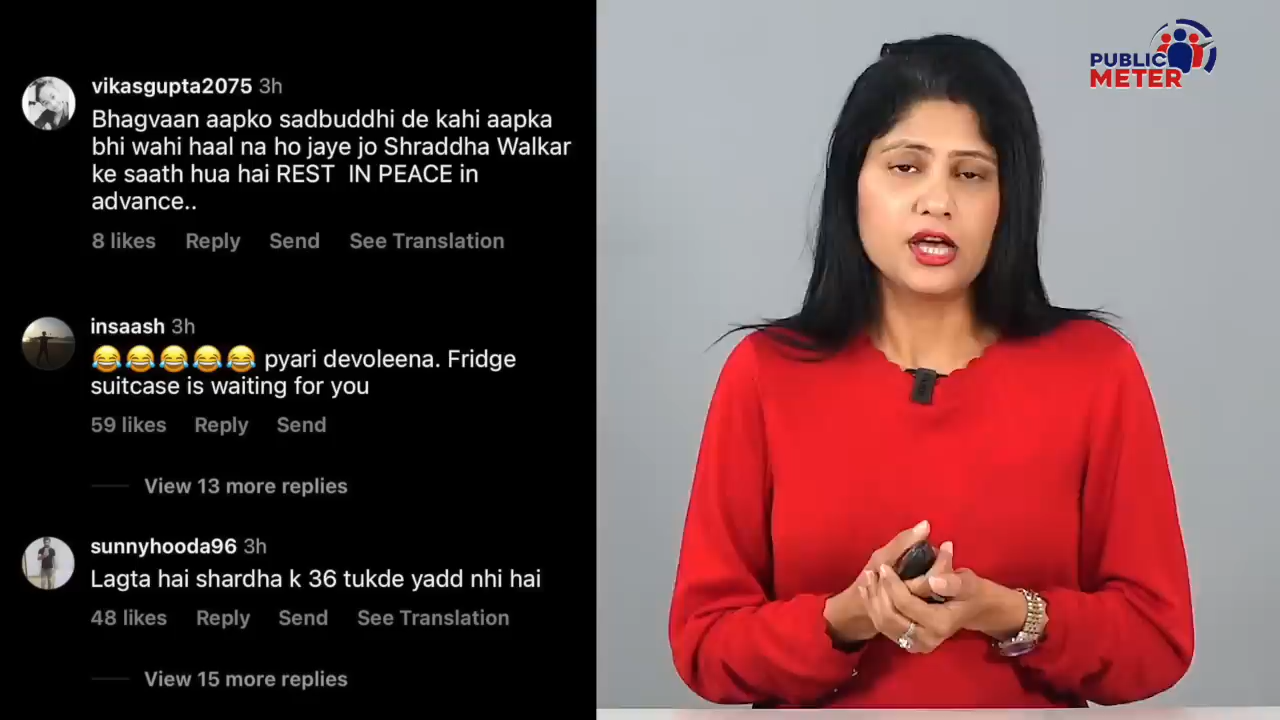 vikasgupta2075 3h
Bhagvaan aapko sadbuddhi de kahi aapka
bhi wahi haal na ho jaye jo Shraddha Walkar
ke saath hua hai REST IN PEACE in
advance..
8 likes Reply Send See Translation
insaash 3h
😂😂😂😂😂 pyari devoleena. Fridge
suitcase is waiting for you
59 likes Reply Send
View 13 more replies
sunnyhooda96 3h
Lagta hai shardha k 36 tukde yadd nhi hai
48 likes Reply Send See Translation
View 15 more replies
PUBLIC
METER